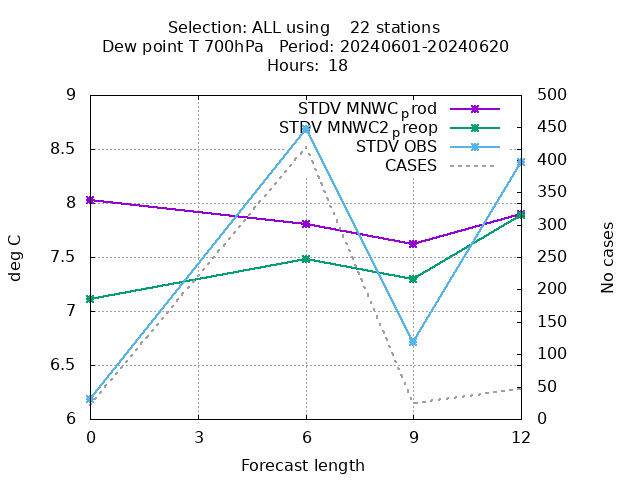 Selection: ALL using    22 stations
Dew point T 700hPa   Period: 20240601-20240620
Hours: 18
STDV MNWC_prod
STDV MNWC2_preop
STDV OBS
CASES
9
8.5
8
7.5
7
6.5
6
deg C
500
450
400
350
300
250
200
150
100
50
0
No cases
0 3 6 9 12
Forecast length